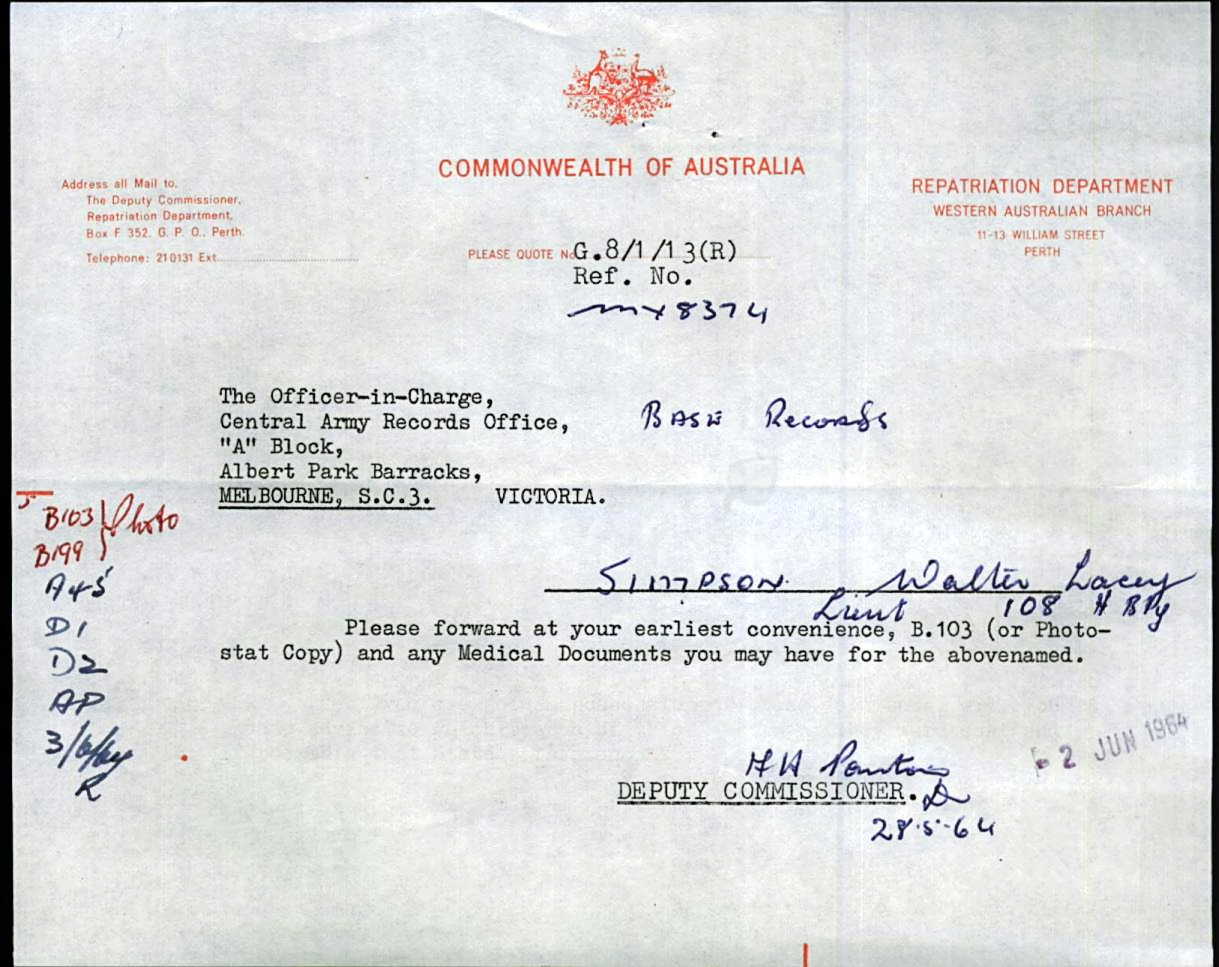 COMMONWEALTH OF AUSTRALIA
Address all Mail to.
The Deputy Commissioner,
Repatriation Department,
Box F 352. G. P. O., Perth.
Telephone: 210131 Ext.
REPATRIATION DEPARTMENT
WESTERN AUSTRALIAN BRANCH
11-13 WILLIAM STREET
PERTH
PLEASE QUOTE No G.8/1/13(R)
Ref. No.
MX8374
The Officer-in-Charge,
Central Army Records Office,
"A" Block,
Albert Park Barracks,
MELBOURNE, S.C.3. VICTORIA.
Base Records
B103 } Photo
B199
A45
D1
D2
AP
3/6/64
R
SIMPSON Walter Lacey
Lieut 108 H Bty
Please forward at your earliest convenience, B.103 (or Photo-
stat Copy) and any Medical Documents you may have for the abovenamed.
2 JUN 1964
DEPUTY COMMISSIONER.
28.5.64